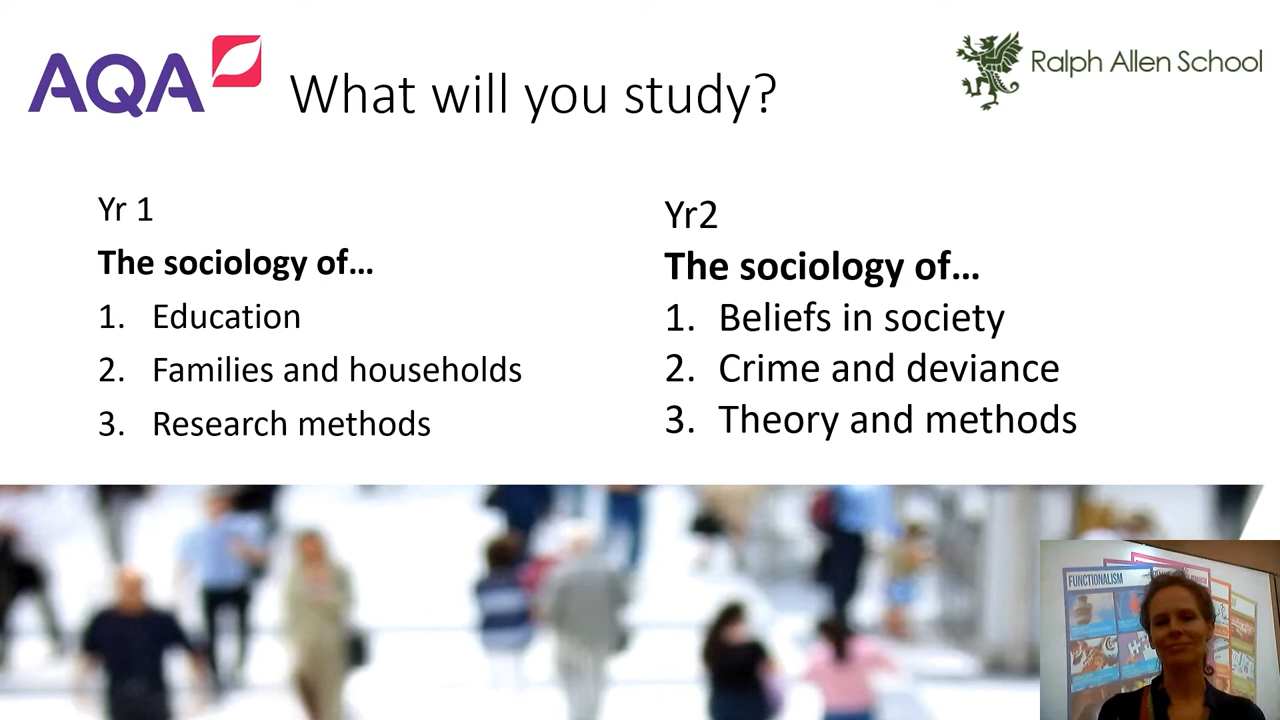 AQA
What will you study?
Ralph Allen School
Yr 1
The sociology of...
1. Education
2. Families and households
3. Research methods
Yr2
The sociology of...
1. Beliefs in society
2. Crime and deviance
3. Theory and methods
FUNCTIONALISM